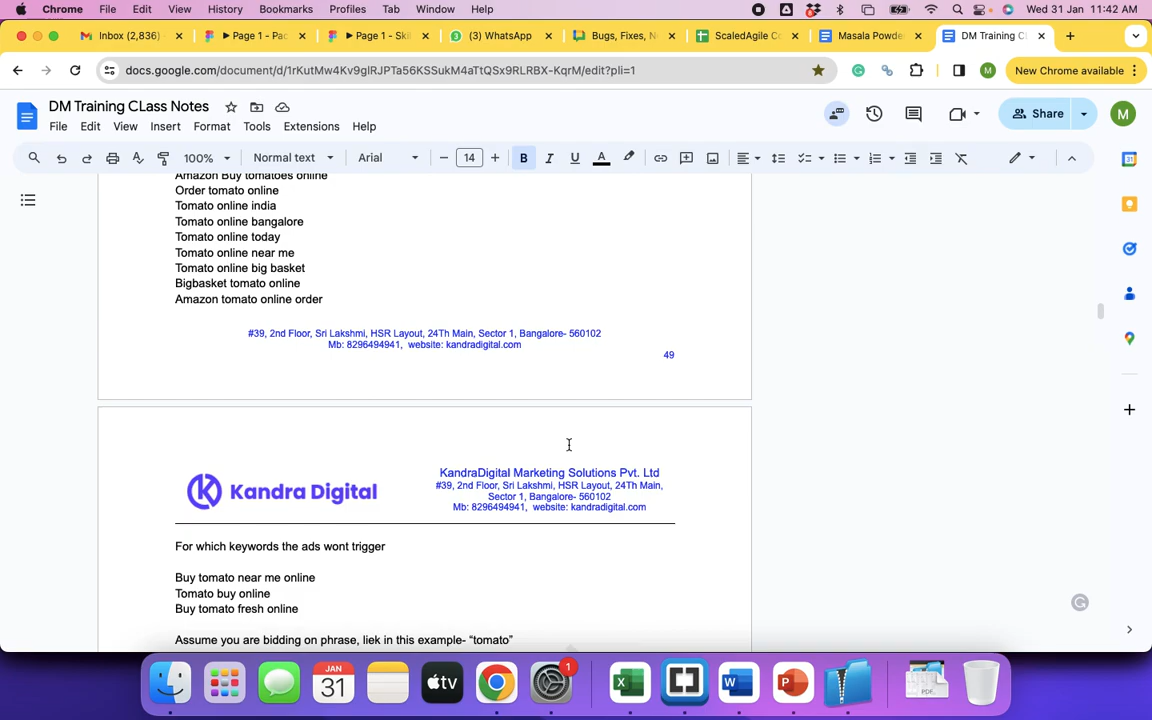 Chrome File Edit View History Bookmarks Profiles Tab Window Help Wed 31 Jan 11:42 AM
Inbox (2,836) Page 1 - Pac Page 1 - Ski (3) WhatsApp Bugs, Fixes, N ScaledAgile Co Masala Powde DM Training Cl
docs.google.com/document/d/1rKutMw4Kv9glRJPTa56KSSukM4aTtQSx9RLRBX-KqrM/edit?pli=1 M New Chrome available
DM Training CLass Notes Share M
File Edit View Insert Format Tools Extensions Help
100% Normal text Arial 14 B I U A
Amazon Buy tomatoes online
Order tomato online
Tomato online india
Tomato online bangalore
Tomato online today
Tomato online near me
Tomato online big basket
Bigbasket tomato online
Amazon tomato online order
#39, 2nd Floor, Sri Lakshmi, HSR Layout, 24Th Main, Sector 1, Bangalore- 560102
Mb: 8296494941, website: kandradigital.com
49
Kandra Digital
KandraDigital Marketing Solutions Pvt. Ltd
#39, 2nd Floor, Sri Lakshmi, HSR Layout, 24Th Main,
Sector 1, Bangalore- 560102
Mb: 8296494941, website: kandradigital.com
For which keywords the ads wont trigger
Buy tomato near me online
Tomato buy online
Buy tomato fresh online
Assume you are bidding on phrase, liek in this example- “tomato”
JAN
31
tv
1